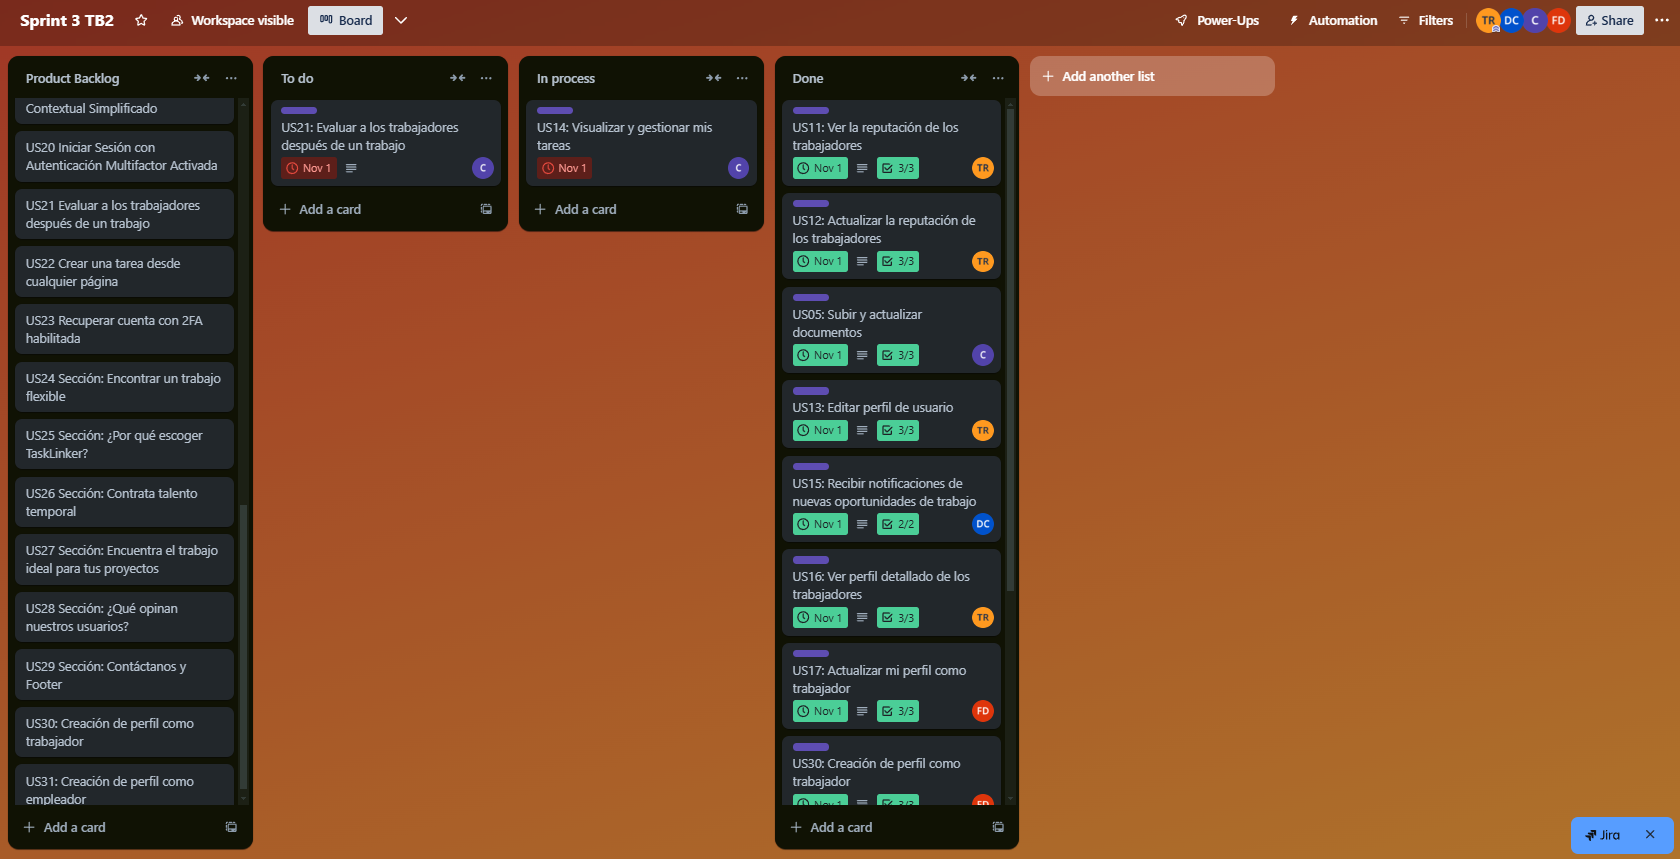 Sprint 3 TB2
Workspace visible
Board
Power-Ups
Automation
Filters
TR
DC
C
FD
Share
Product Backlog
Contextual Simplificado
US20 Iniciar Sesión con
Autenticación Multifactor Activada
US21 Evaluar a los trabajadores
después de un trabajo
US22 Crear una tarea desde
cualquier página
US23 Recuperar cuenta con 2FA
habilitada
US24 Sección: Encontrar un trabajo
flexible
US25 Sección: ¿Por qué escoger
TaskLinker?
US26 Sección: Contrata talento
temporal
US27 Sección: Encuentra el trabajo
ideal para tus proyectos
US28 Sección: ¿Qué opinan
nuestros usuarios?
US29 Sección: Contáctanos y
Footer
US30: Creación de perfil como
trabajador
US31: Creación de perfil como
empleador
Add a card
To do
US21: Evaluar a los trabajadores
después de un trabajo
Nov 1
C
Add a card
In process
US14: Visualizar y gestionar mis
tareas
Nov 1
C
Add a card
Done
US11: Ver la reputación de los
trabajadores
Nov 1 3/3 TR
US12: Actualizar la reputación de
los trabajadores
Nov 1 3/3 TR
US05: Subir y actualizar
documentos
Nov 1 3/3 C
US13: Editar perfil de usuario
Nov 1 3/3 TR
US15: Recibir notificaciones de
nuevas oportunidades de trabajo
Nov 1 2/2 DC
US16: Ver perfil detallado de los
trabajadores
Nov 1 3/3 TR
US17: Actualizar mi perfil como
trabajador
Nov 1 3/3 FD
US30: Creación de perfil como
trabajador
Nov 1 3/3 FD
Add a card
Add another list
Jira